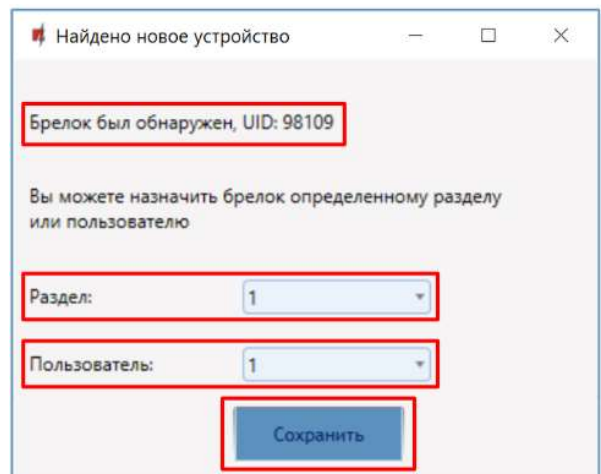 Найдено новое устройство
Брелок был обнаружен, UID: 98109
Вы можете назначить брелок определенному разделу
или пользователю
Раздел: 1
Пользователь: 1
Сохранить